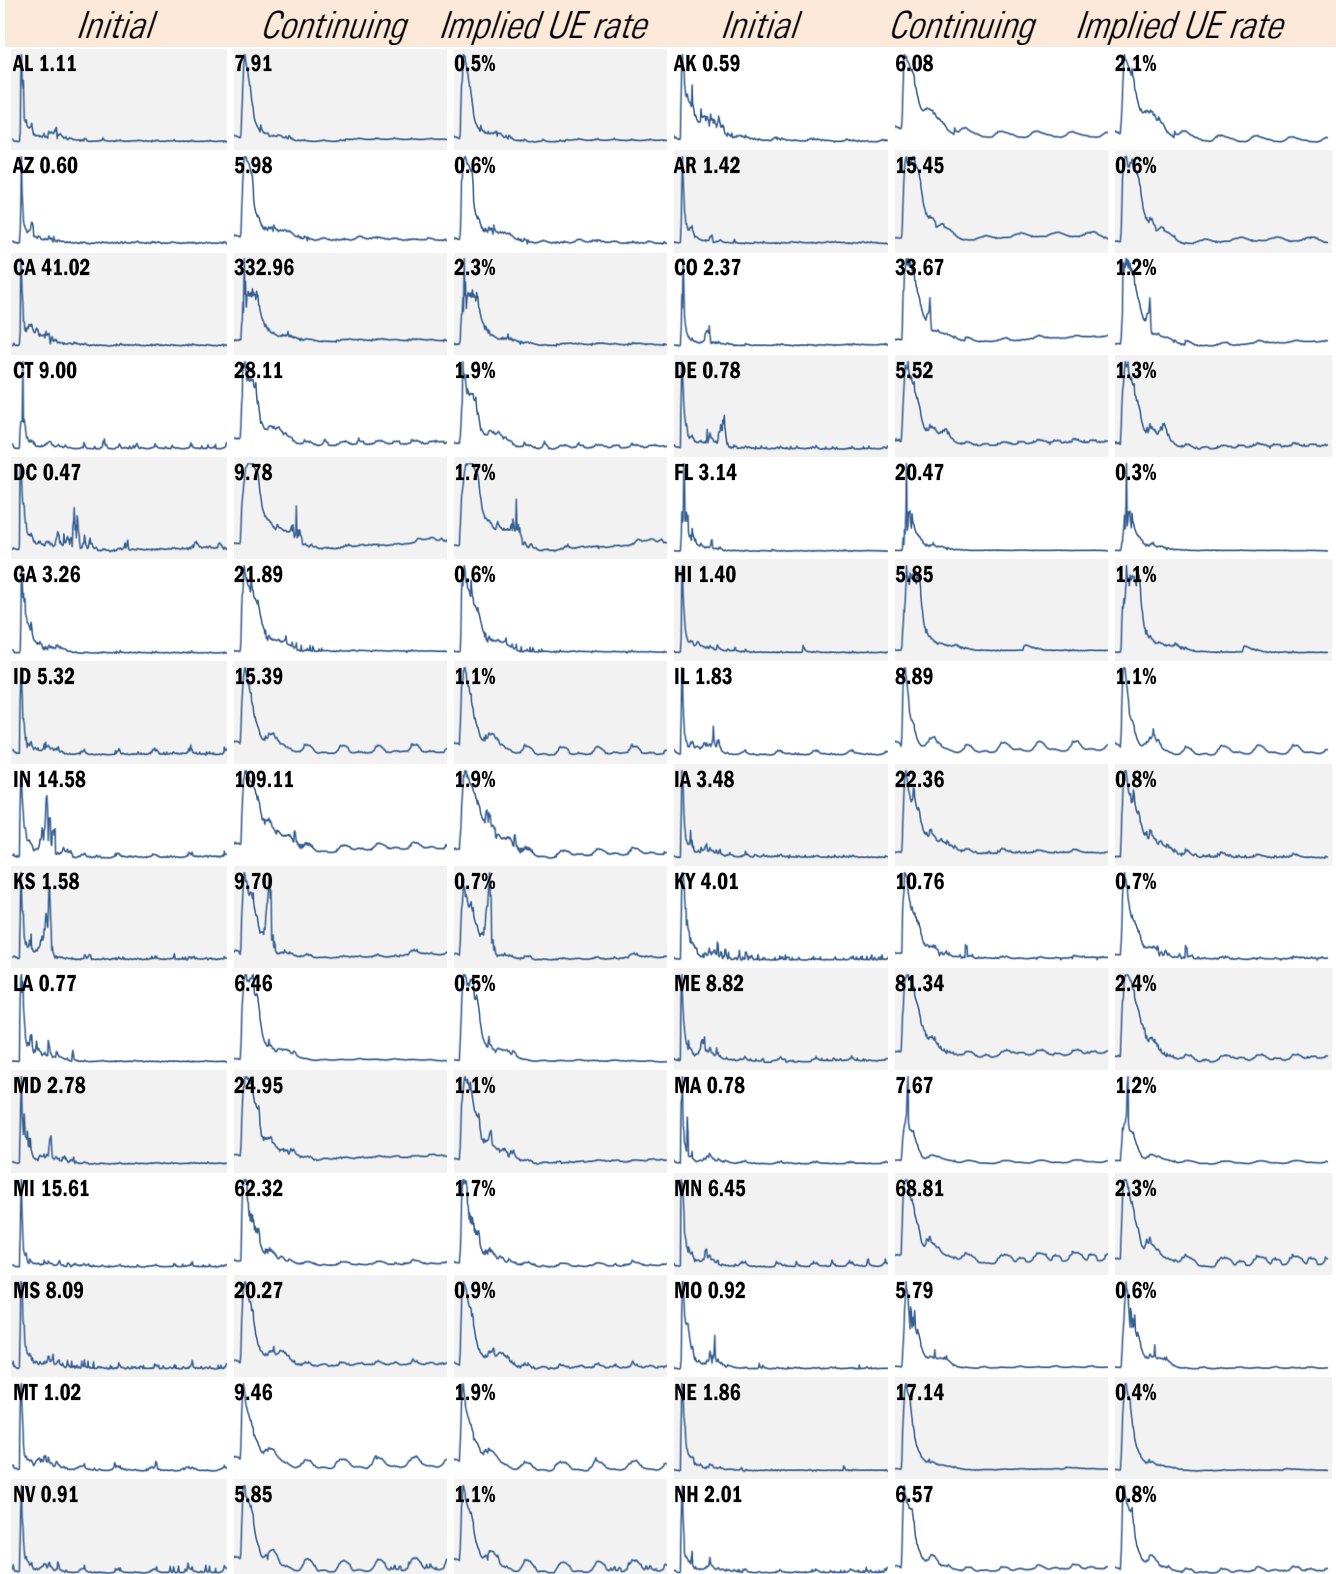 Initial Continuing Implied UE rate Initial Continuing Implied UE rate
AL 1.11 7.91 0.5% AK 0.59 6.08 2.1%
AZ 0.60 5.98 0.6% AR 1.42 15.45 0.6%
CA 41.02 332.96 2.3% CO 2.37 33.67 1.2%
CT 9.00 28.11 1.9% DE 0.78 5.52 1.3%
DC 0.47 9.78 1.7% FL 3.14 20.47 0.3%
GA 3.26 21.89 0.6% HI 1.40 5.85 1.1%
ID 5.32 15.39 1.1% IL 1.83 8.89 1.1%
IN 14.58 109.11 1.9% IA 3.48 22.36 0.8%
KS 1.58 9.70 0.7% KY 4.01 10.76 0.7%
LA 0.77 6.46 0.5% ME 8.82 81.34 2.4%
MD 2.78 24.95 1.1% MA 0.78 7.67 1.2%
MI 15.61 62.32 1.7% MN 6.45 68.81 2.3%
MS 8.09 20.27 0.9% MO 0.92 5.79 0.6%
MT 1.02 9.46 1.9% NE 1.86 17.14 0.4%
NV 0.91 5.85 1.1% NH 2.01 6.57 0.8%